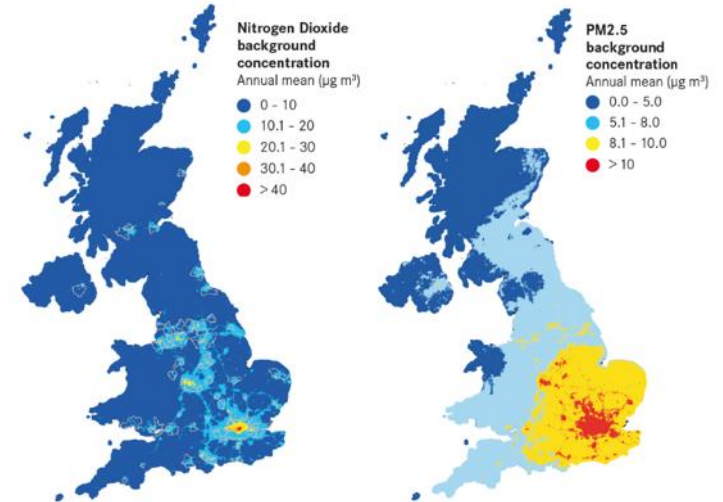 Nitrogen Dioxide
background
concentration
Annual mean (µg m³)
0 - 10
10.1 - 20
20.1 - 30
30.1 - 40
> 40
PM2.5
background
concentration
Annual mean (µg m³)
0.0 - 5.0
5.1 - 8.0
8.1 - 10.0
> 10